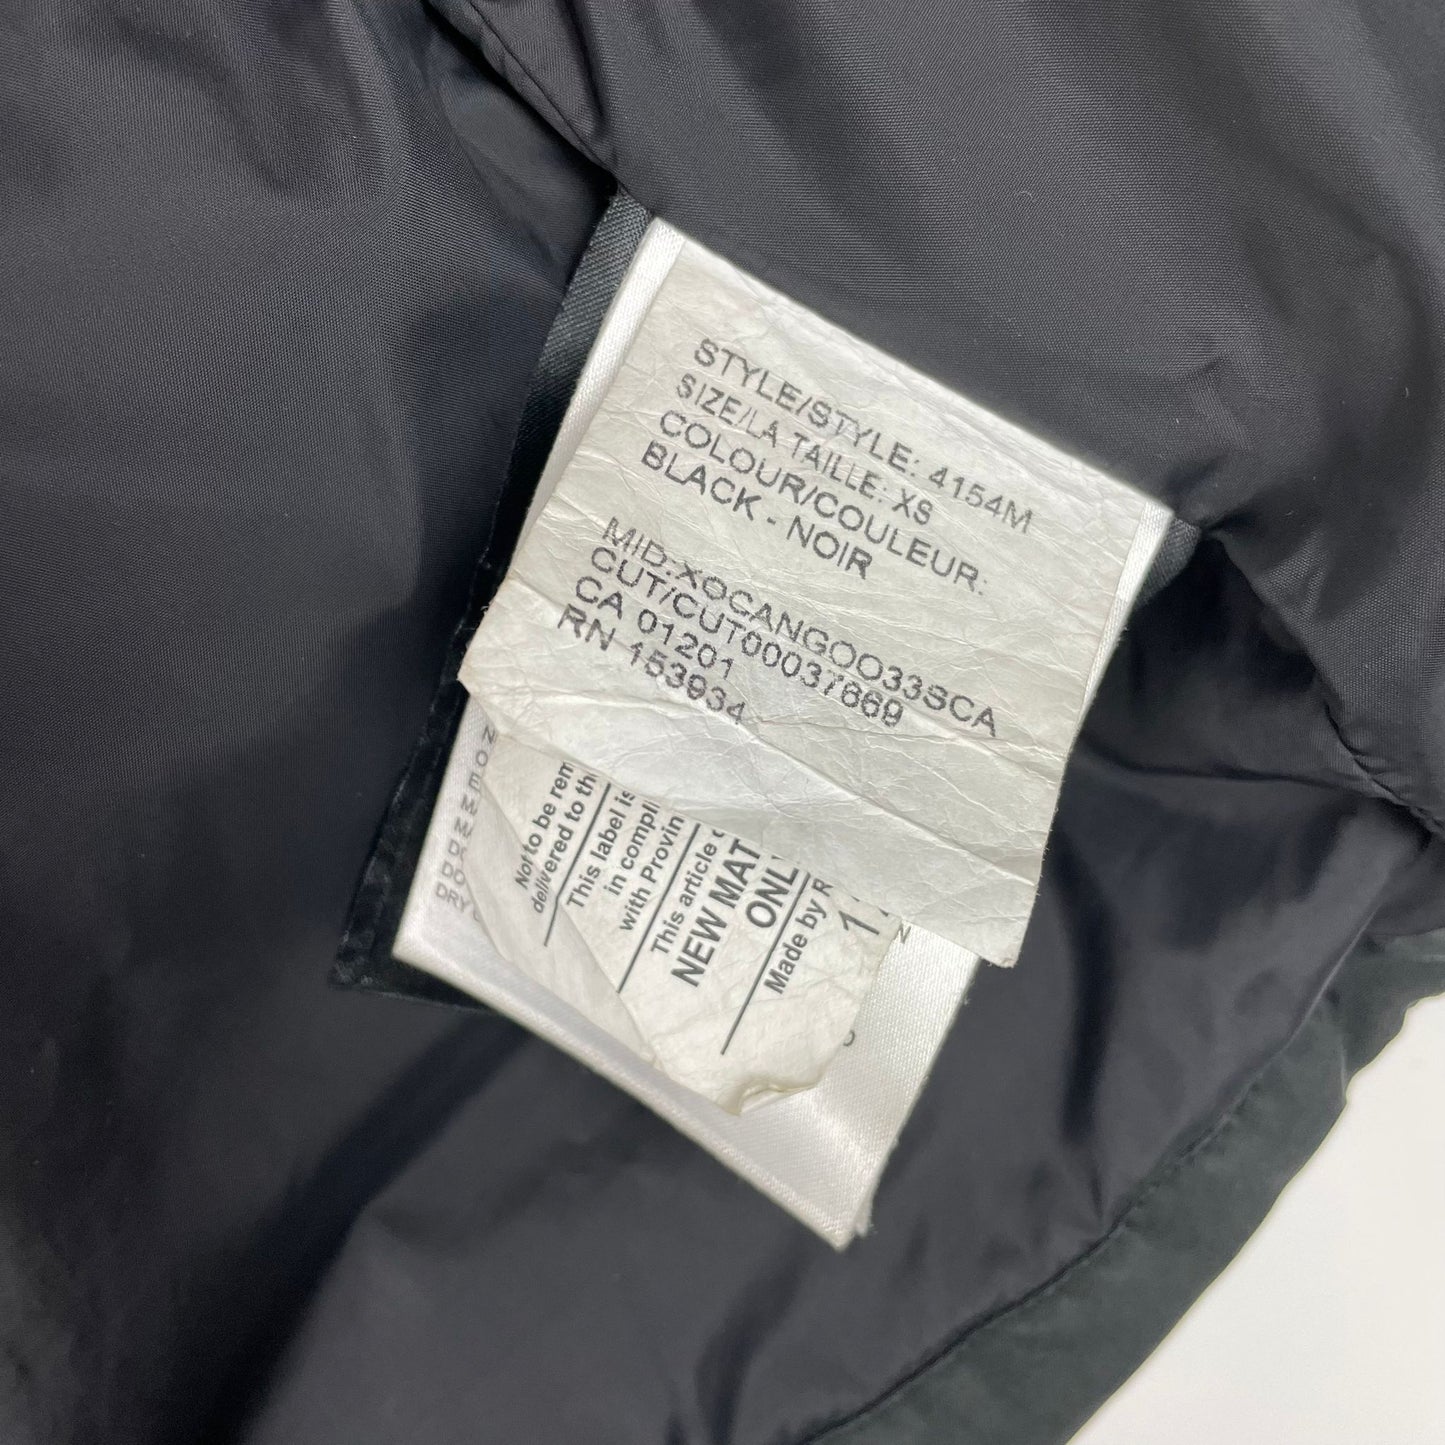 STYLE/STYLE: 4154M
SIZE/LA TAILLE: XS
COLOUR/COULEUR:
BLACK - NOIR
MID:XOCANGOO33SCA
CUT/CUT00037669
CA 01201
RN 153934
Not to be rem
delivered to th
This label is
in compli
with Provin
This article
NEW MAT
ONL
Made by R
DRY